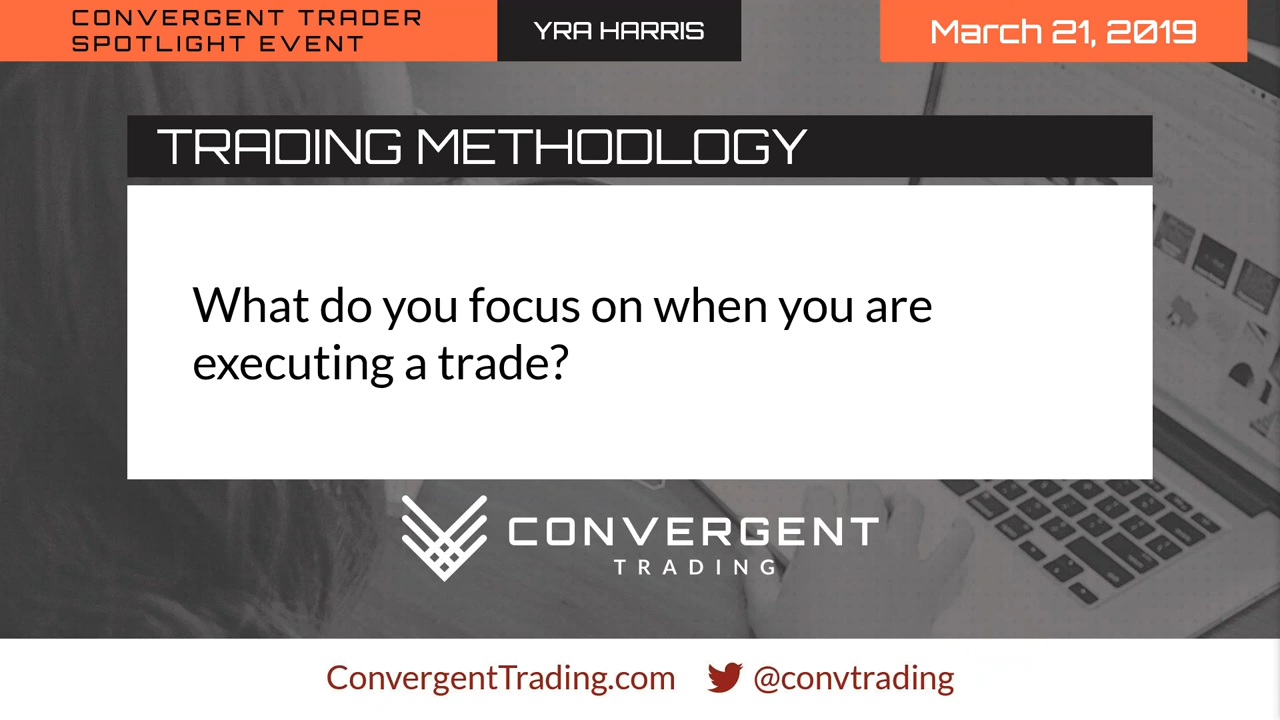 CONVERGENT TRADER
SPOTLIGHT EVENT
YRA HARRIS
March 21, 2019
TRADING METHODLOGY
What do you focus on when you are
executing a trade?
CONVERGENT
TRADING
ConvergentTrading.com
@convtrading